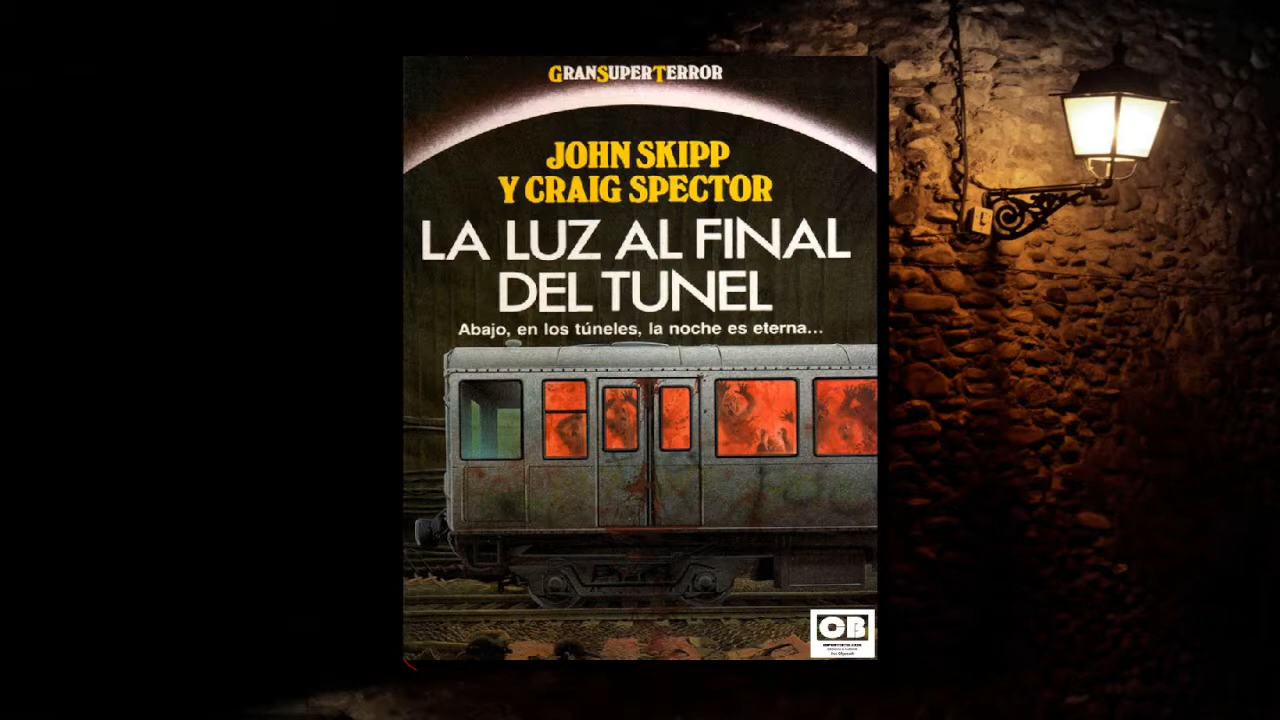 GRANSUPERTERROR
JOHN SKIPP
Y CRAIG SPECTOR
LA LUZ AL FINAL
DEL TUNEL
Abajo, en los túneles, la noche es eterna...
CB